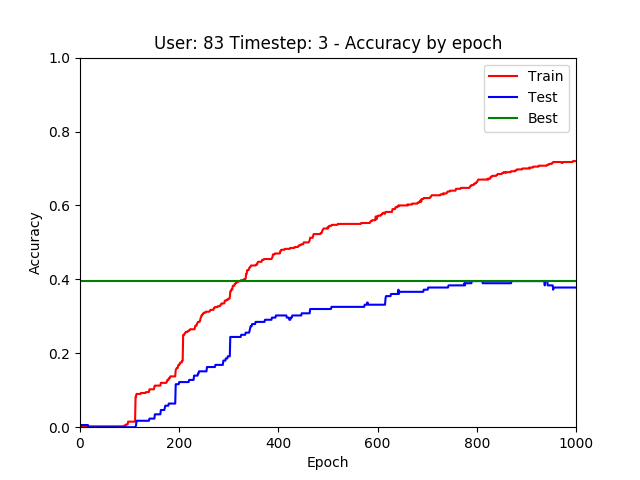 User: 83 Timestep: 3 - Accuracy by epoch
1.0
0.8
0.6
0.4
0.2
0.0
Accuracy
Train
Test
Best
0 200 400 600 800 1000
Epoch